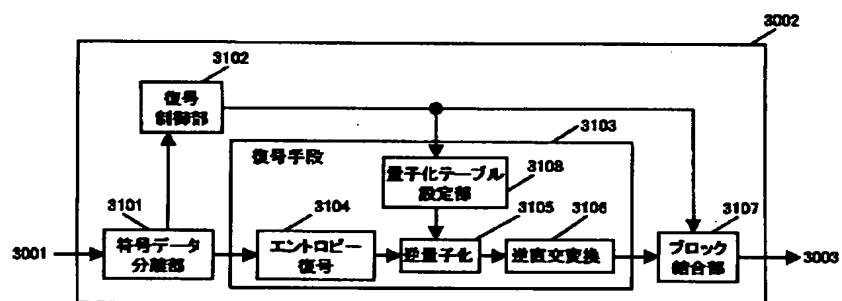 3002
3102
復号
制御部
3103
復号手段
量子化テーブル
設定部
3108
3101
3104
3105
3106
3107
3001
符号データ
分離部
エントロピー
復号
逆量子化
逆直交変換
ブロック
結合部
3003